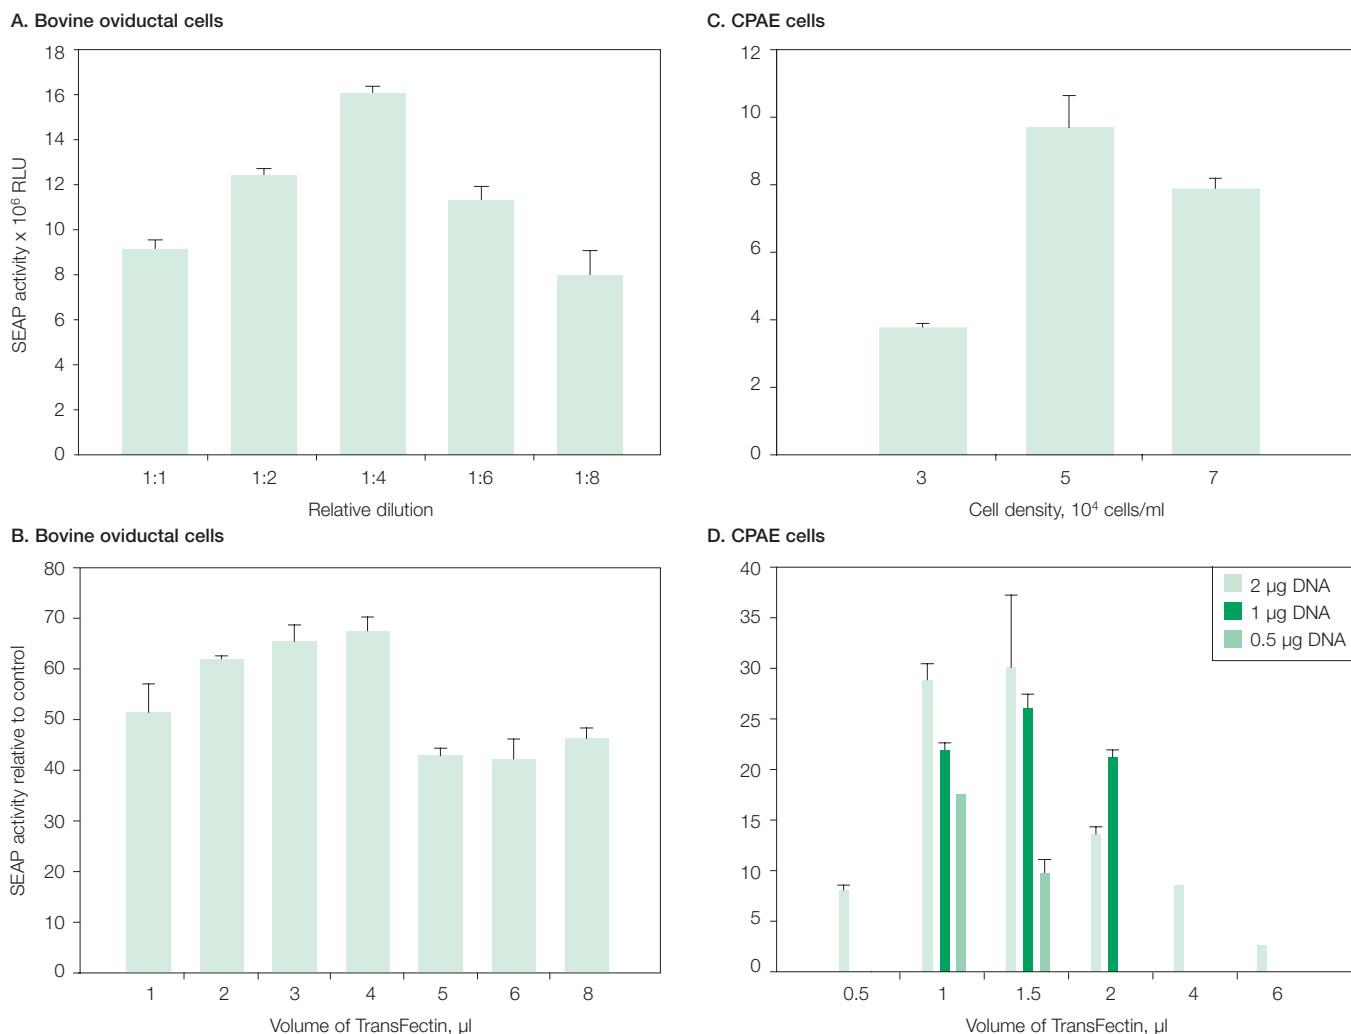 A. Bovine oviductal cells
18
16
14
12
10
8
6
4
2
0
SEAP activity x 10⁶ RLU
1:1 1:2 1:4 1:6 1:8
Relative dilution
C. CPAE cells
12
10
8
6
4
2
0
3 5 7
Cell density, 10⁴ cells/ml
B. Bovine oviductal cells
80
70
60
50
40
30
20
10
0
SEAP activity relative to control
1 2 3 4 5 6 8
Volume of TransFectin, µl
D. CPAE cells
40
35
30
25
20
15
10
5
0
2 µg DNA
1 µg DNA
0.5 µg DNA
0.5 1 1.5 2 4 6
Volume of TransFectin, µl